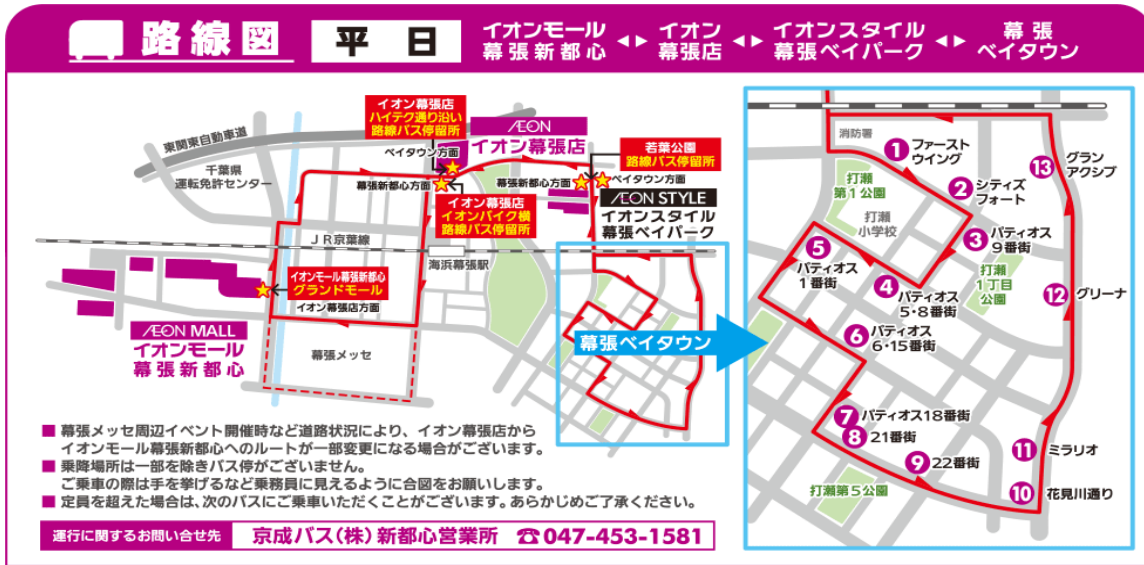 路線図
平日
イオンモール
幕張新都心
イオン
幕張店
イオンスタイル
幕張ベイパーク
幕張
ベイタウン
東関東自動車道
千葉県
運転免許センター
イオン幕張店
ハイテク通り沿い
路線バス停留所
ベイタウン方面
ÆON
イオン幕張店
幕張新都心方面
イオン幕張店
イオンバイク横
路線バス停留所
若葉公園
路線バス停留所
幕張新都心方面
ベイタウン方面
ÆON STYLE
イオンスタイル
幕張ベイパーク
JR京葉線
海浜幕張駅
イオンモール幕張新都心
グランドモール
イオン幕張店方面
ÆON MALL
イオンモール
幕張新都心
幕張メッセ
幕張ベイタウン
消防署
1 ファースト
ウイング
2 シティズ
フォート
打瀬
第1公園
打瀬
小学校
3 パティオス
9番街
打瀬
1丁目
公園
4 パティオス
5・8番街
5 パティオス
1番街
6 パティオス
6・15番街
7 パティオス18番街
8 21番街
9 22番街
打瀬第5公園
10 花見川通り
11 ミラリオ
12 グリーナ
13 グラン
アクシブ
■ 幕張メッセ周辺イベント開催時など道路状況により、イオン幕張店から
イオンモール幕張新都心へのルートが一部変更になる場合がございます。
■ 乗降場所は一部を除きバス停がございません。
ご乗車の際は手を挙げるなど乗務員に見えるように合図をお願いします。
■ 定員を超えた場合は、次のバスにご乗車いただくことがございます。あらかじめご了承ください。
運行に関するお問い合せ先 京成バス(株)新都心営業所 ☎047-453-1581